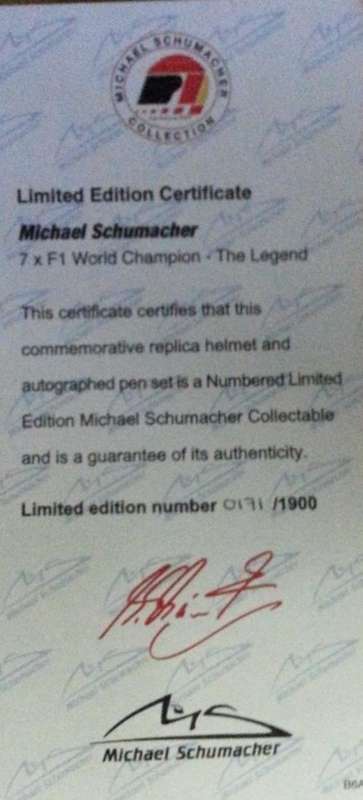 MICHAEL SCHUMACHER
COLLECTION
Limited Edition Certificate
Michael Schumacher
7 x F1 World Champion - The Legend
This certificate certifies that this
commemorative replica helmet and
autographed pen set is a Numbered Limited
Edition Michael Schumacher Collectable
and is a guarantee of its authenticity.
Limited edition number 0171 /1900
Michael Schumacher